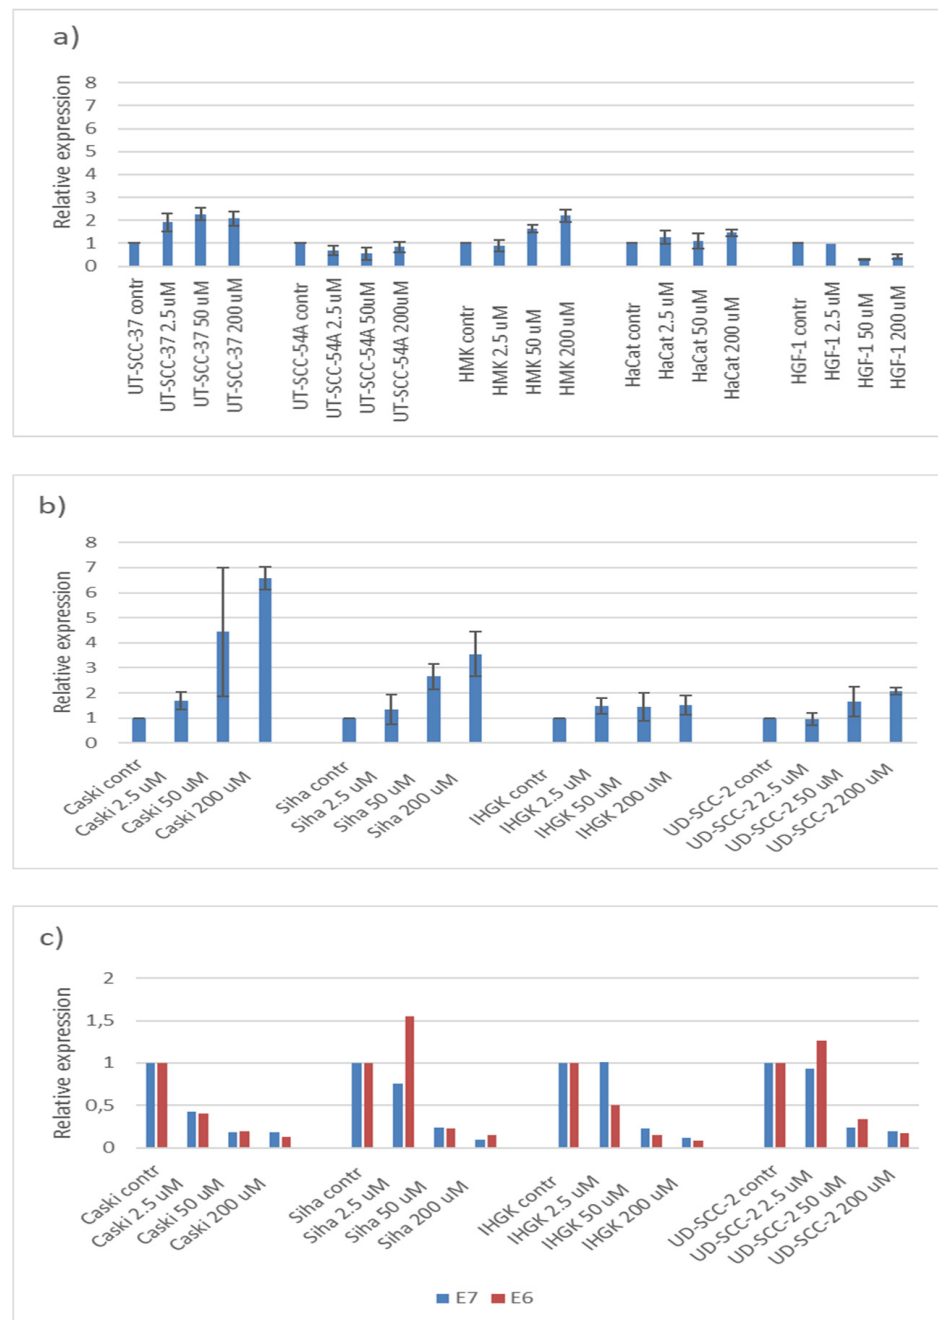 a)
Relative expression
8
7
6
5
4
3
2
1
0
UT-SCC-37 contr
UT-SCC-37 2.5 uM
UT-SCC-37 50 uM
UT-SCC-37 200 uM
UT-SCC-54A contr
UT-SCC-54A 2.5 uM
UT-SCC-54A 50uM
UT-SCC-54A 200uM
HMK contr
HMK 2.5 uM
HMK 50 uM
HMK 200 uM
HaCat contr
HaCat 2.5 uM
HaCat 50 uM
HaCat 200 uM
HGF-1 contr
HGF-1 2.5 uM
HGF-1 50 uM
HGF-1 200 uM
b)
Relative expression
8
7
6
5
4
3
2
1
0
Caski contr
Caski 2.5 uM
Caski 50 uM
Caski 200 uM
Siha contr
Siha 2.5 uM
Siha 50 uM
Siha 200 uM
IHGK contr
IHGK 2.5 uM
IHGK 50 uM
IHGK 200 uM
UD-SCC-2 contr
UD-SCC-2 2.5 uM
UD-SCC-2 50 uM
UD-SCC-2 200 uM
c)
Relative expression
2
1,5
1
0,5
0
Caski contr
Caski 2.5 uM
Caski 50 uM
Caski 200 uM
Siha contr
Siha 2.5 uM
Siha 50 uM
Siha 200 uM
IHGK contr
IHGK 2.5 uM
IHGK 50 uM
IHGK 200 uM
UD-SCC-2 contr
UD-SCC-2 2.5 uM
UD-SCC-2 50 uM
UD-SCC-2 200 uM
E7 E6